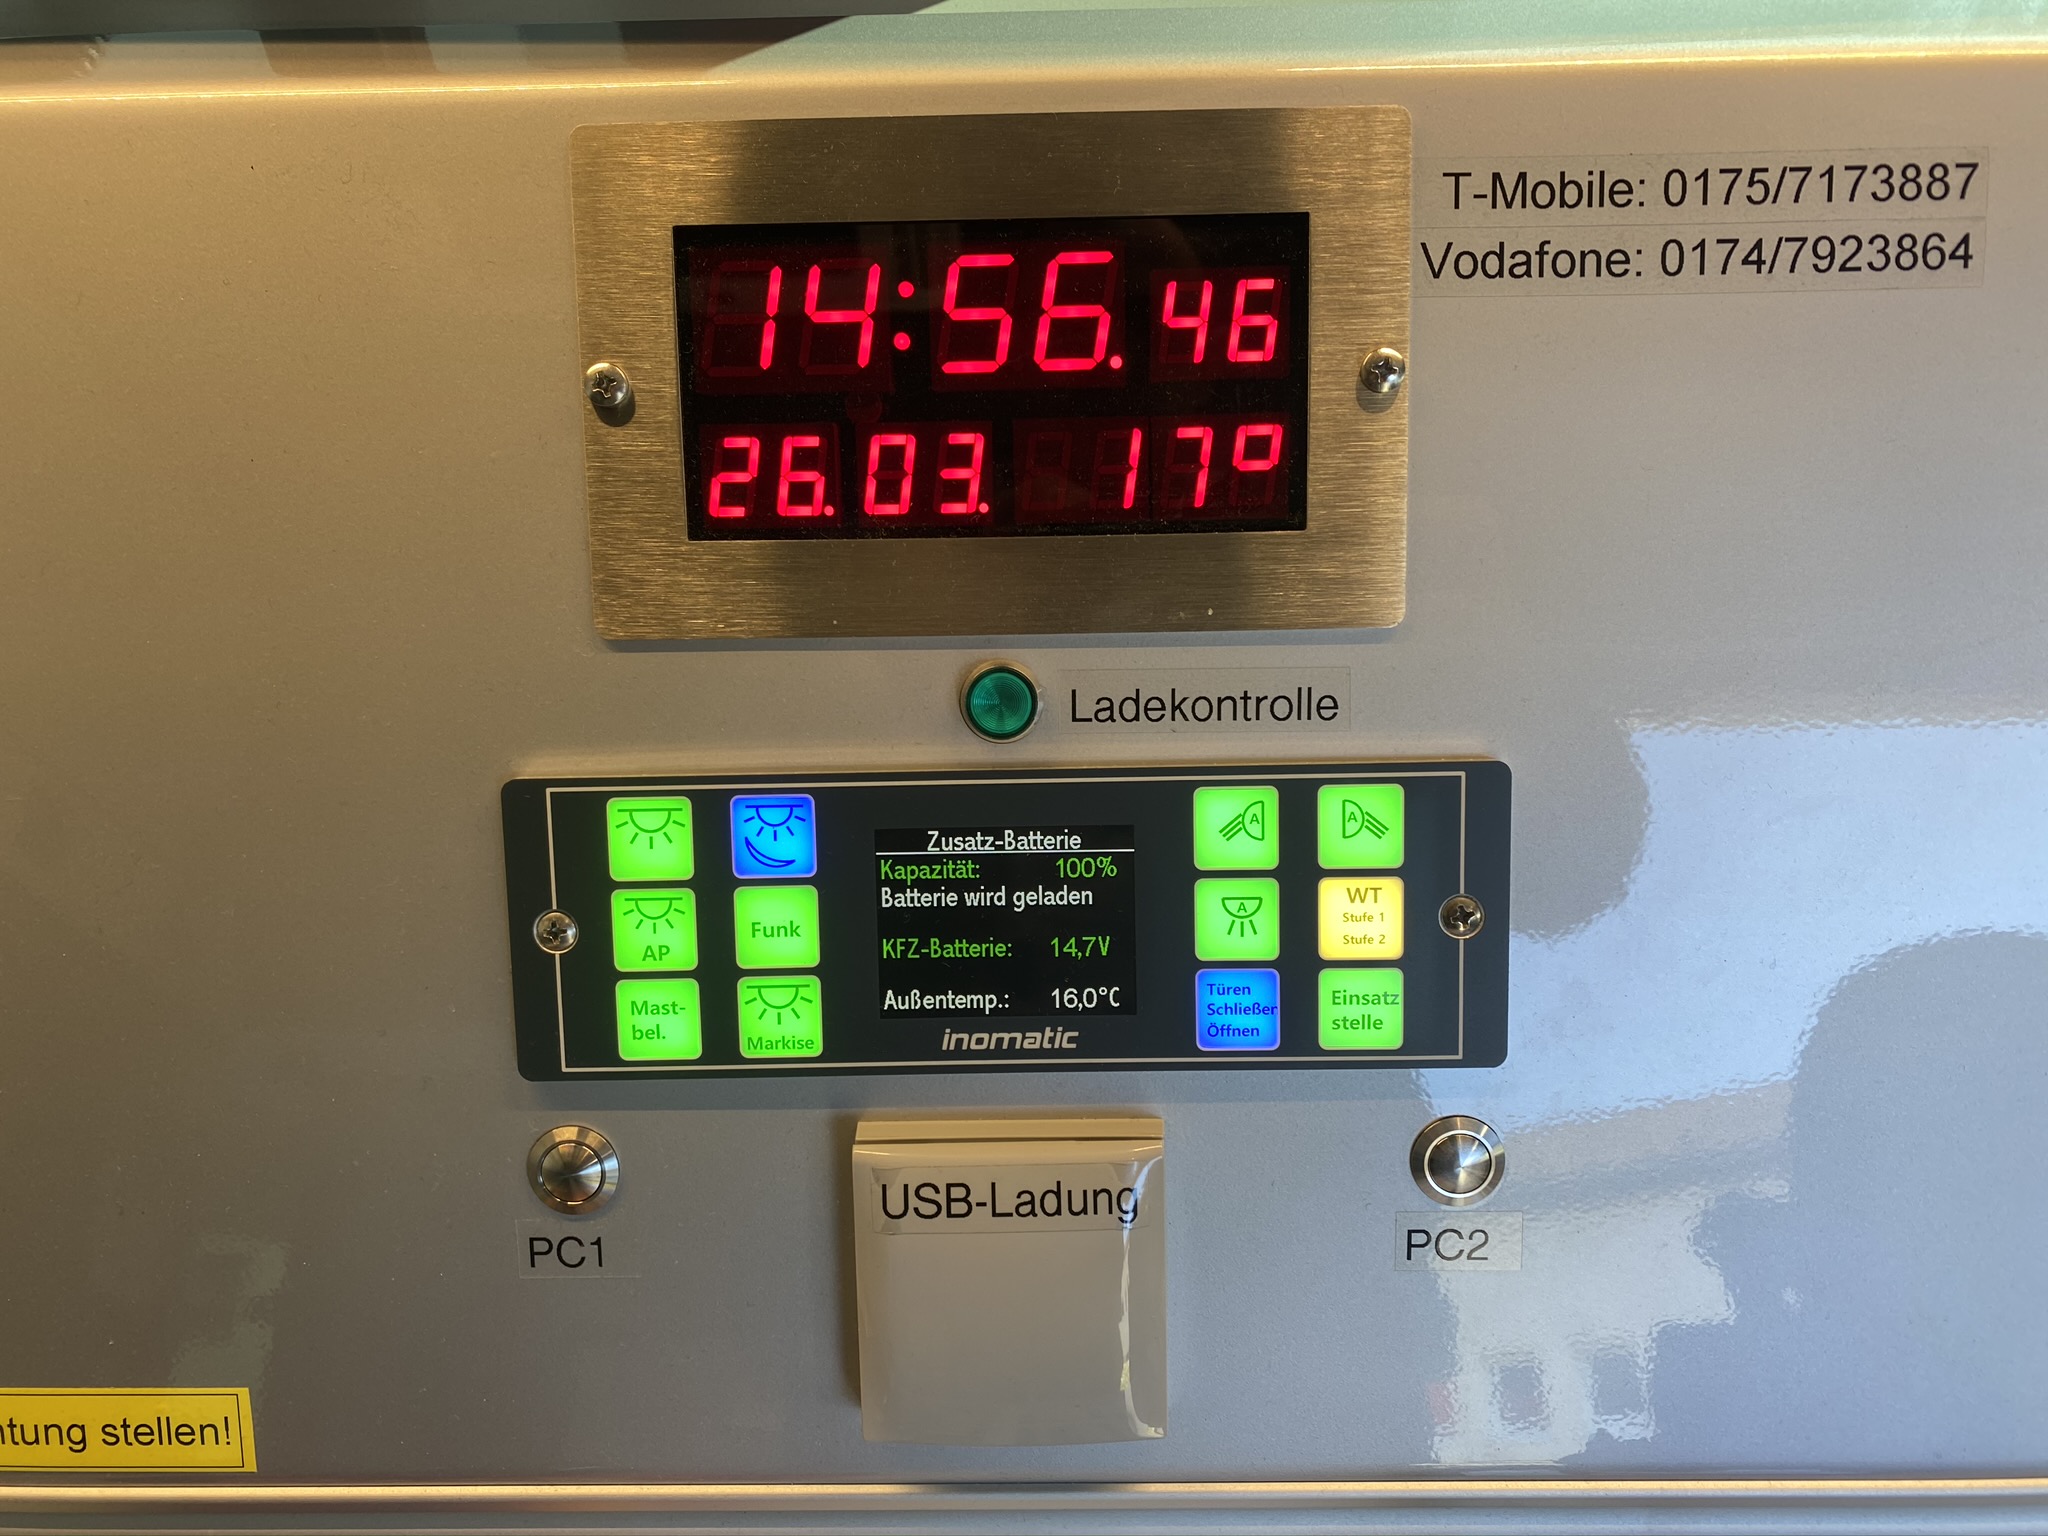 T-Mobile: 0175/7173887
Vodafone: 0174/7923864
14:56.46
26.03. 17°
Ladekontrolle
Zusatz-Batterie
Kapazität: 100%
Batterie wird geladen
KFZ-Batterie: 14,7V
Außentemp.: 16,0°C
inomatic
AP
Funk
Mast-
bel.
Markise
A
A
A
WT
Stufe 1
Stufe 2
Türen
Schließen
Öffnen
Einsatz
stelle
PC1
USB-Ladung
PC2
stellen!